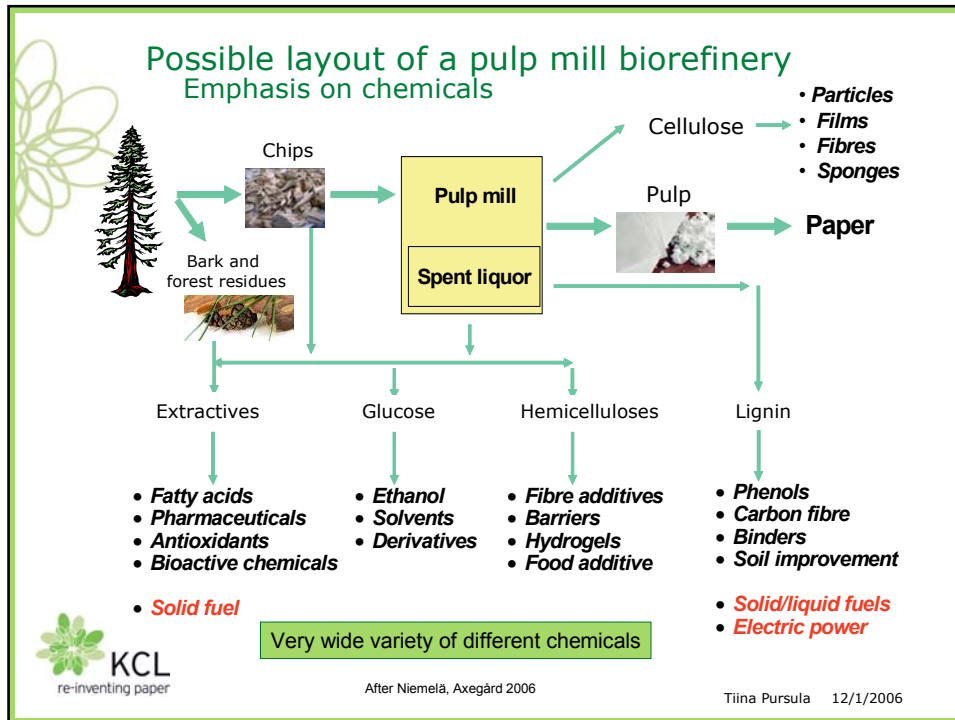 Possible layout of a pulp mill biorefinery
Emphasis on chemicals
• Particles
• Films
• Fibres
• Sponges
Cellulose
Chips
Pulp mill
Pulp
Paper
Spent liquor
Bark and
forest residues
Extractives
Glucose
Hemicelluloses
Lignin
• Fatty acids
• Pharmaceuticals
• Antioxidants
• Bioactive chemicals
• Solid fuel
• Ethanol
• Solvents
• Derivatives
• Fibre additives
• Barriers
• Hydrogels
• Food additive
• Phenols
• Carbon fibre
• Binders
• Soil improvement
• Solid/liquid fuels
• Electric power
Very wide variety of different chemicals
KCL
re-inventing paper
After Niemelä, Axegård 2006
Tiina Pursula 12/1/2006